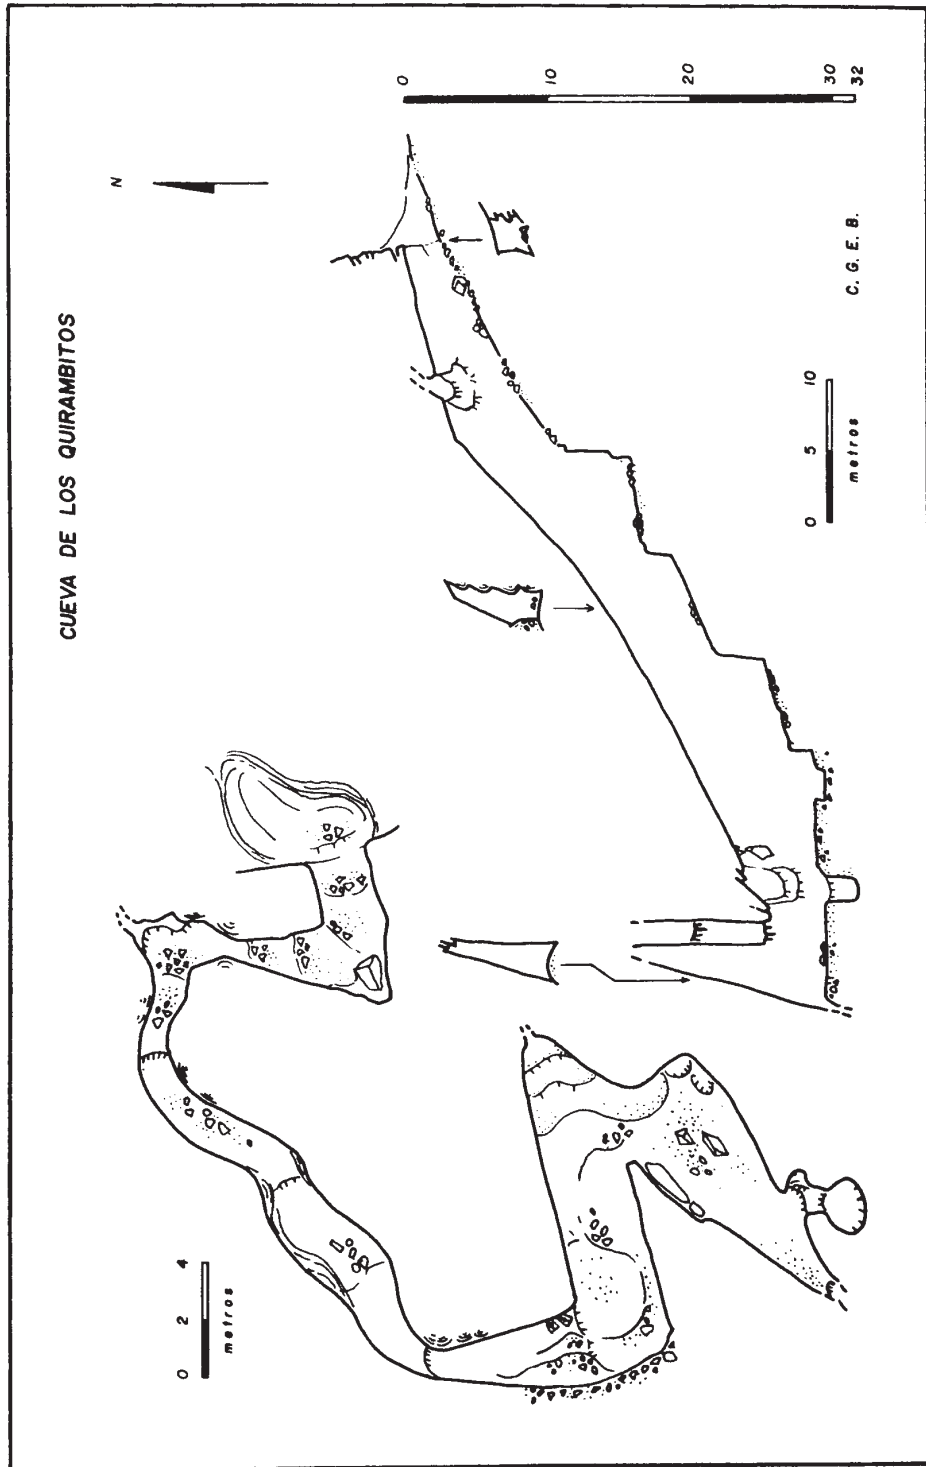 CUEVA DE LOS QUIRAMBITOS
N
0
10
20
30
32
0 2 4
metros
0 5 10
metros
C. G. E. B.